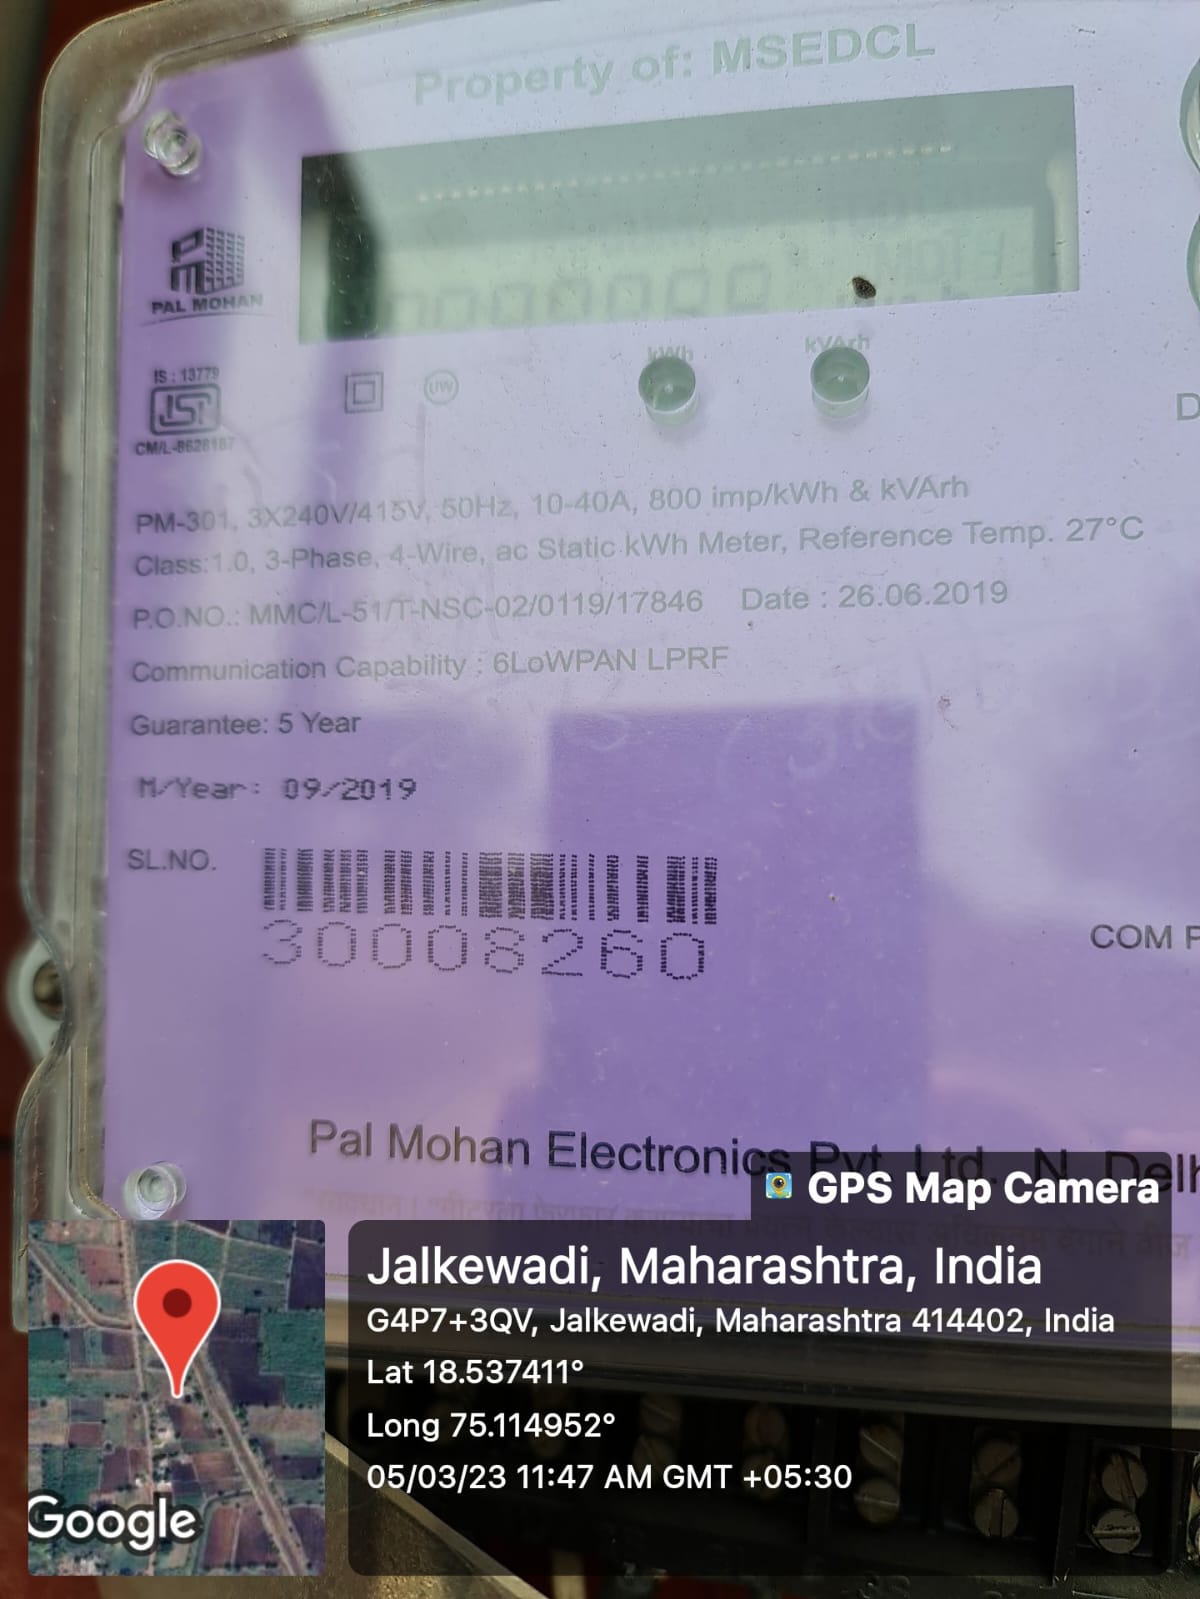 Property of: MSEDCL
PAL MOHAN
kWh
kVArh
IS : 13779
ISI
CM/L-8628187
UW
D
PM-301, 3X240V/415V, 50Hz, 10-40A, 800 imp/kWh & kVArh
Class:1.0, 3-Phase, 4-Wire, ac Static kWh Meter, Reference Temp. 27°C
P.O.NO.: MMC/L-51/T-NSC-02/0119/17846 Date : 26.06.2019
Communication Capability : 6LoWPAN LPRF
Guarantee: 5 Year
M/Year: 09/2019
SL.NO.
30008260
COM P
Pal Mohan Electronics Pvt. Ltd. N. Delh
GPS Map Camera
Jalkewadi, Maharashtra, India
G4P7+3QV, Jalkewadi, Maharashtra 414402, India
Lat 18.537411°
Long 75.114952°
05/03/23 11:47 AM GMT +05:30
Google